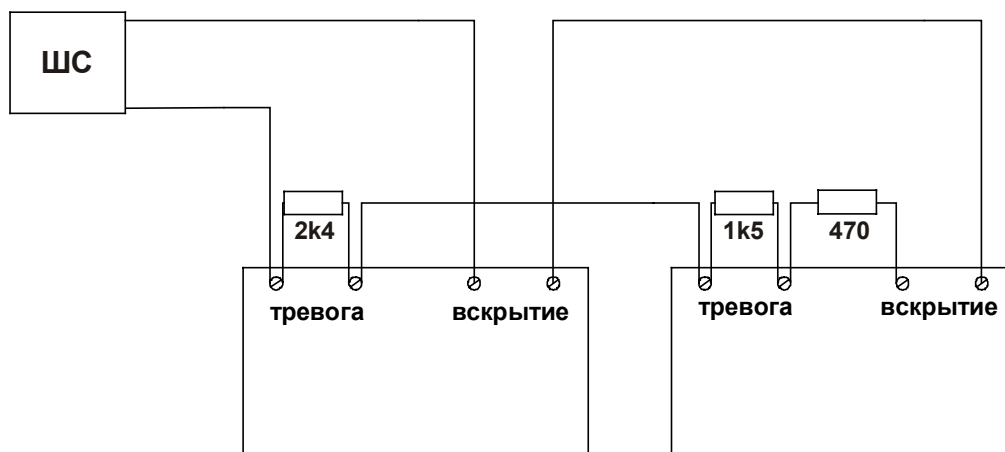 ШС
2k4
1k5
470
тревога
вскрытие
тревога
вскрытие